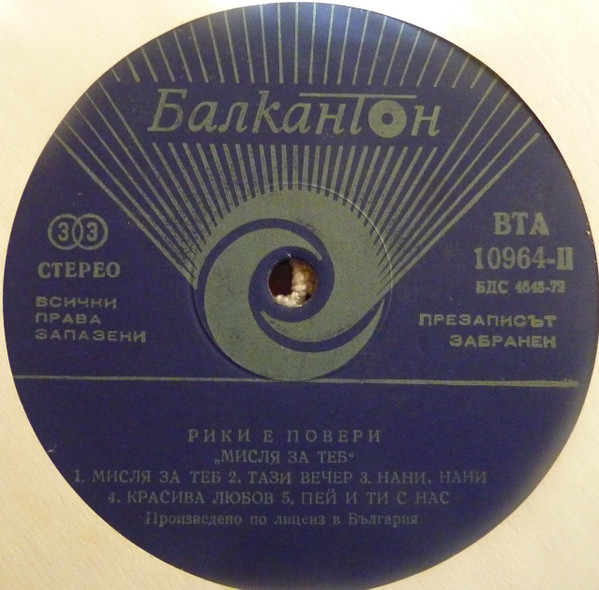 Балкантон
33
СТЕРЕО
ВСИЧКИ
ПРАВА
ЗАПАЗЕНИ
ВТА
10964-II
БДС 4643-72
ПРЕЗАПИСЪТ
ЗАБРАНЕН
РИКИ Е ПОВЕРИ
„МИСЛЯ ЗА ТЕБ“
1. МИСЛЯ ЗА ТЕБ 2. ТАЗИ ВЕЧЕР 3. НАНИ, НАНИ
4. КРАСИВА ЛЮБОВ 5. ПЕЙ И ТИ С НАС
Произведено по лиценз в България